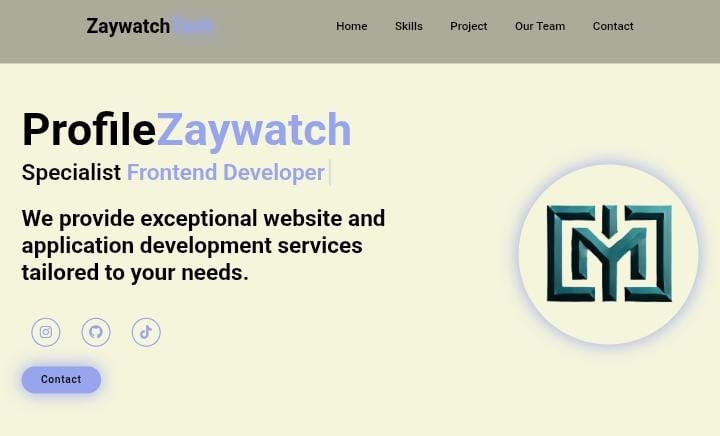 ZaywatchTech
Home Skills Project Our Team Contact
ProfileZaywatch
Specialist Frontend Developer
We provide exceptional website and
application development services
tailored to your needs.
Contact